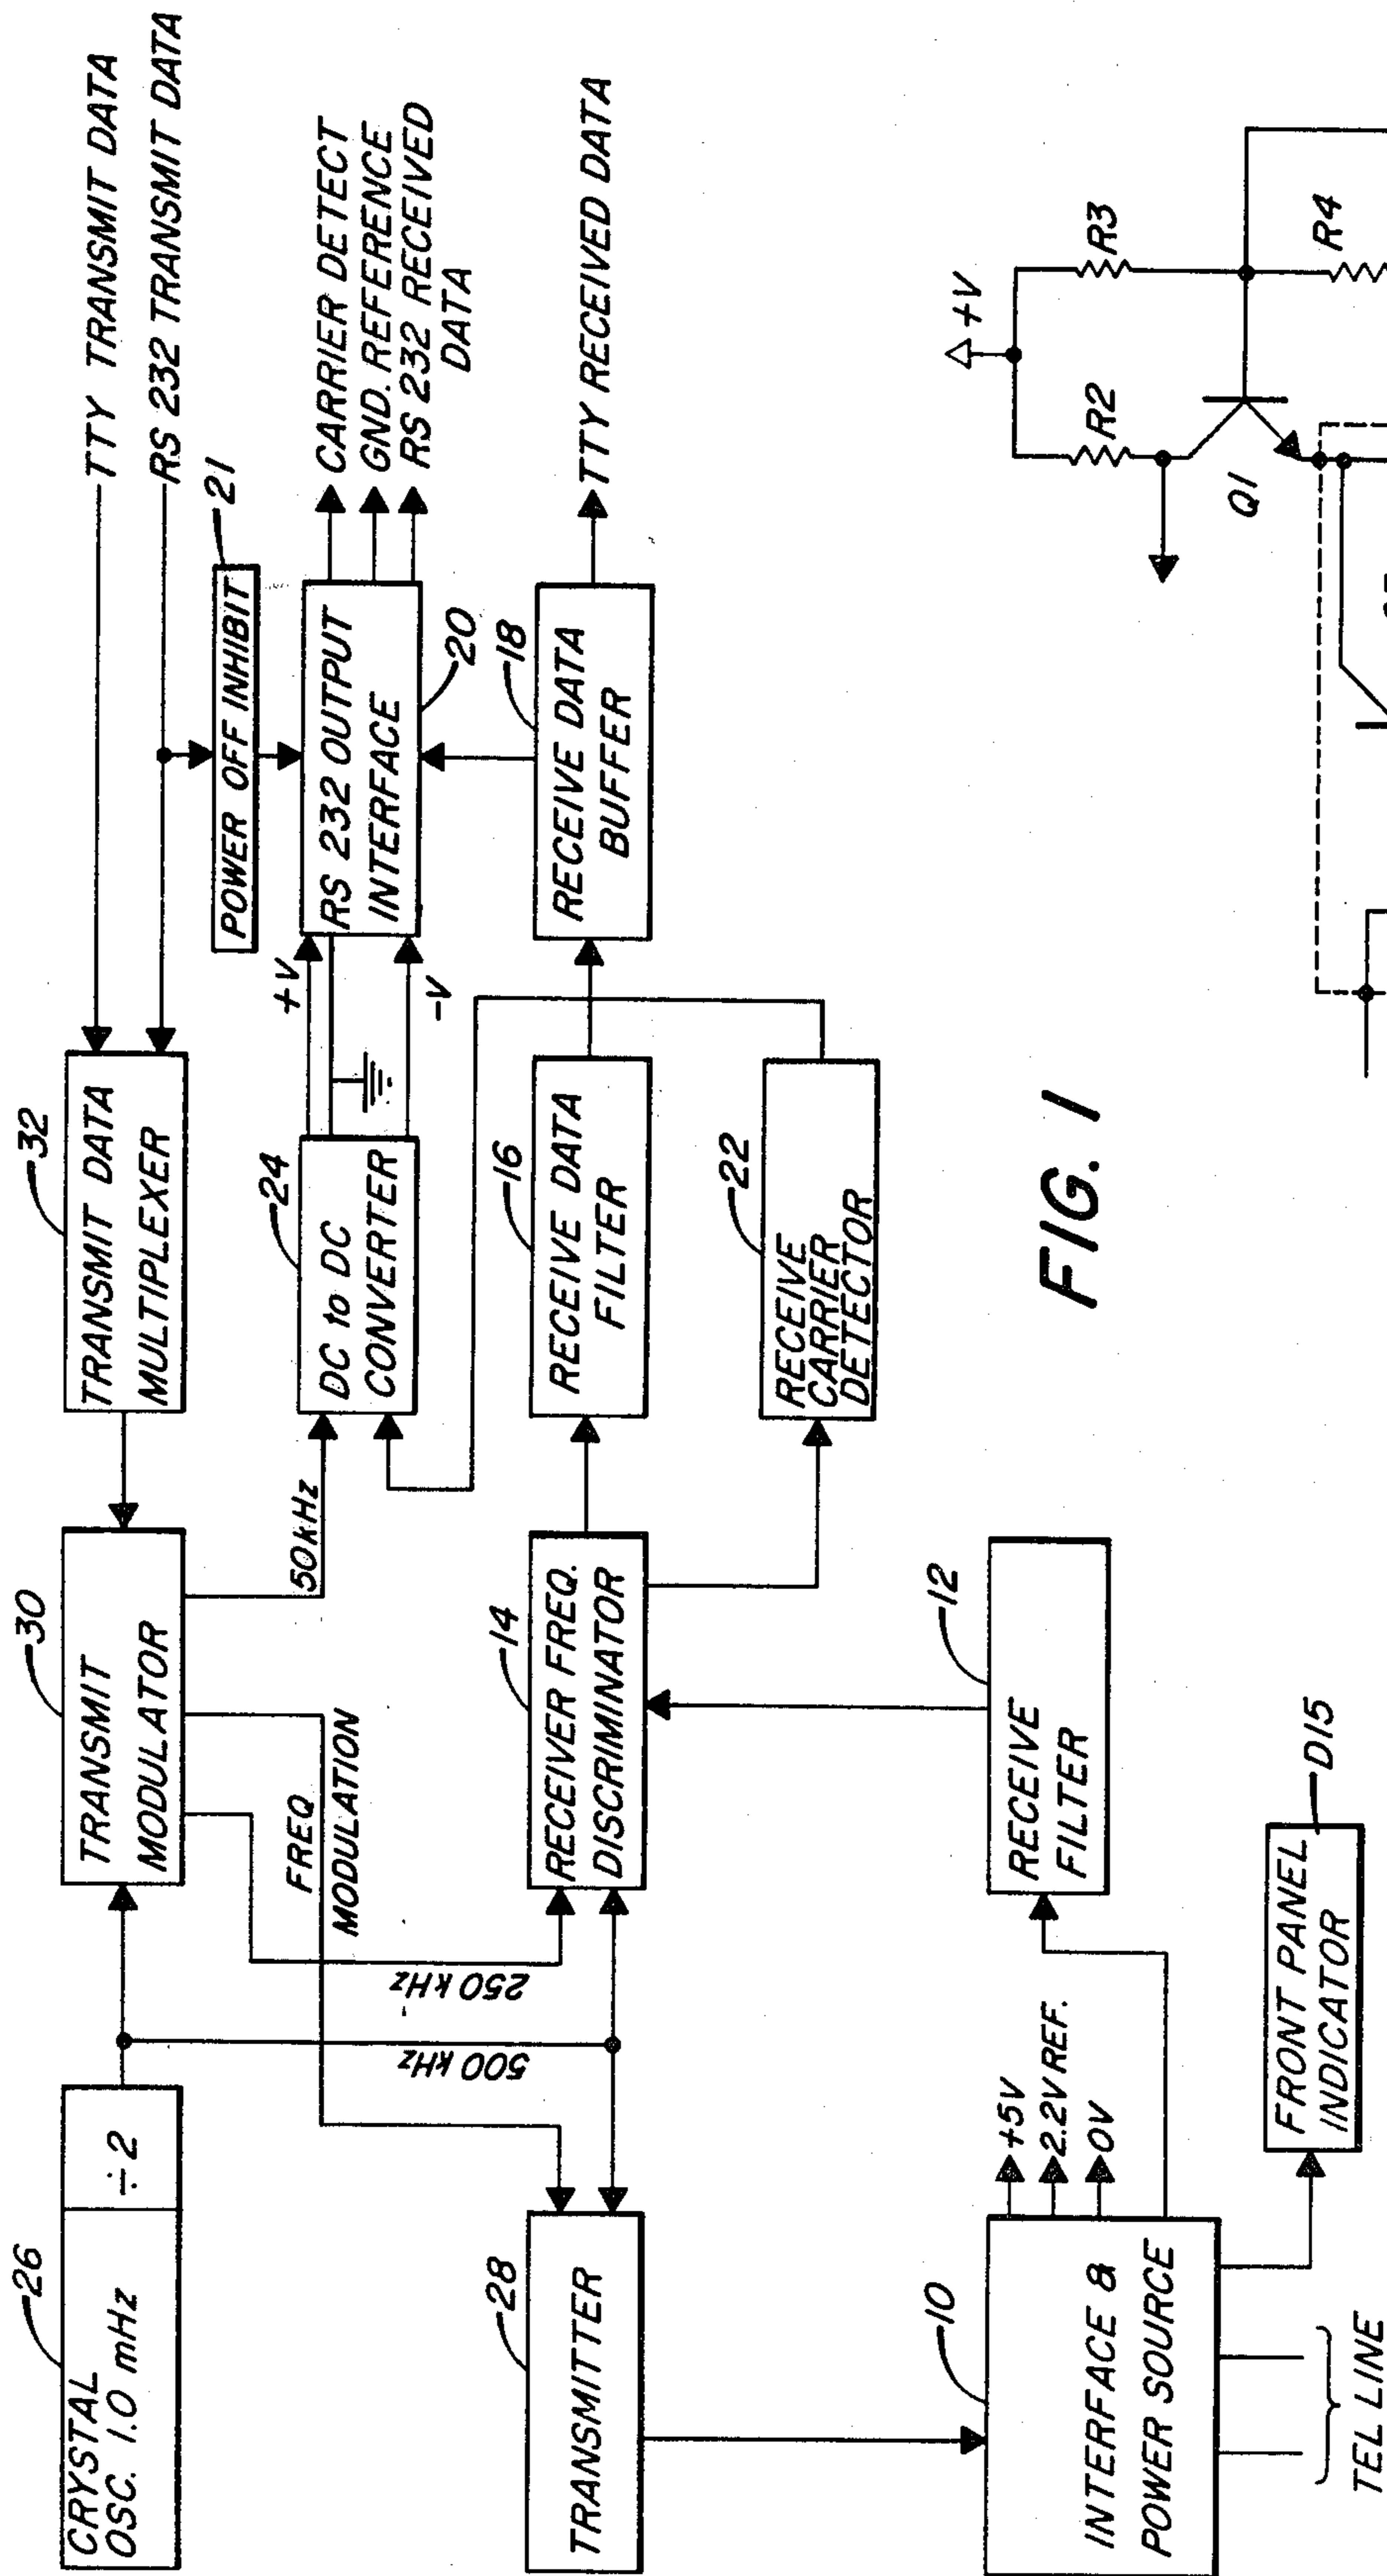 CRYSTAL
OSC. 1.0 mHz
÷2
26
TRANSMIT
MODULATOR
30
TRANSMIT DATA
MULTIPLEXER
32
TTY TRANSMIT DATA
RS 232 TRANSMIT DATA
POWER OFF INHIBIT
21
50kHz
FREQ
MODULATION
250 kHz
500 kHz
DC to DC
CONVERTER
24
+V
-V
RS 232 OUTPUT
INTERFACE
20
CARRIER DETECT
GND. REFERENCE
RS 232 RECEIVED
DATA
TRANSMITTER
28
RECEIVER FREQ.
DISCRIMINATOR
14
RECEIVE DATA
FILTER
16
RECEIVE DATA
BUFFER
18
TTY RECEIVED DATA
RECEIVE
CARRIER
DETECTOR
22
RECEIVE
FILTER
12
INTERFACE &
POWER SOURCE
10
+5V
2.2V REF.
0V
FRONT PANEL
INDICATOR
D15
TEL LINE
FIG. 1
+V
R2
R3
Q1
R4